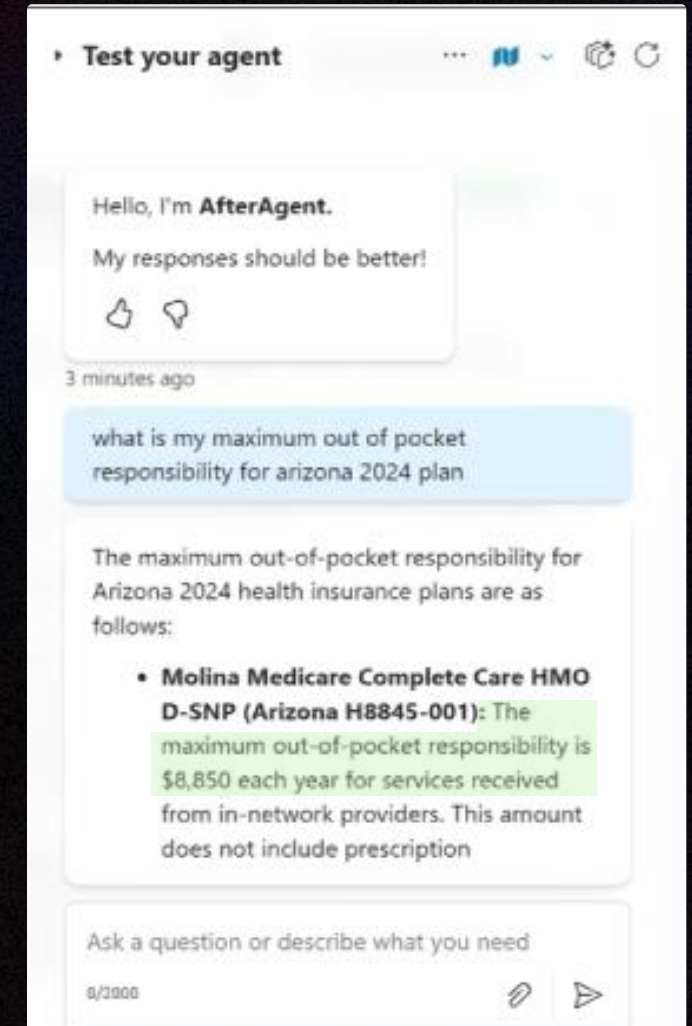 Test your agent
Hello, I'm AfterAgent.
My responses should be better!
3 minutes ago
what is my maximum out of pocket
responsibility for arizona 2024 plan
The maximum out-of-pocket responsibility for
Arizona 2024 health insurance plans are as
follows:
• Molina Medicare Complete Care HMO
D-SNP (Arizona H8845-001): The
maximum out-of-pocket responsibility is
$8,850 each year for services received
from in-network providers. This amount
does not include prescription
Ask a question or describe what you need
0/2000